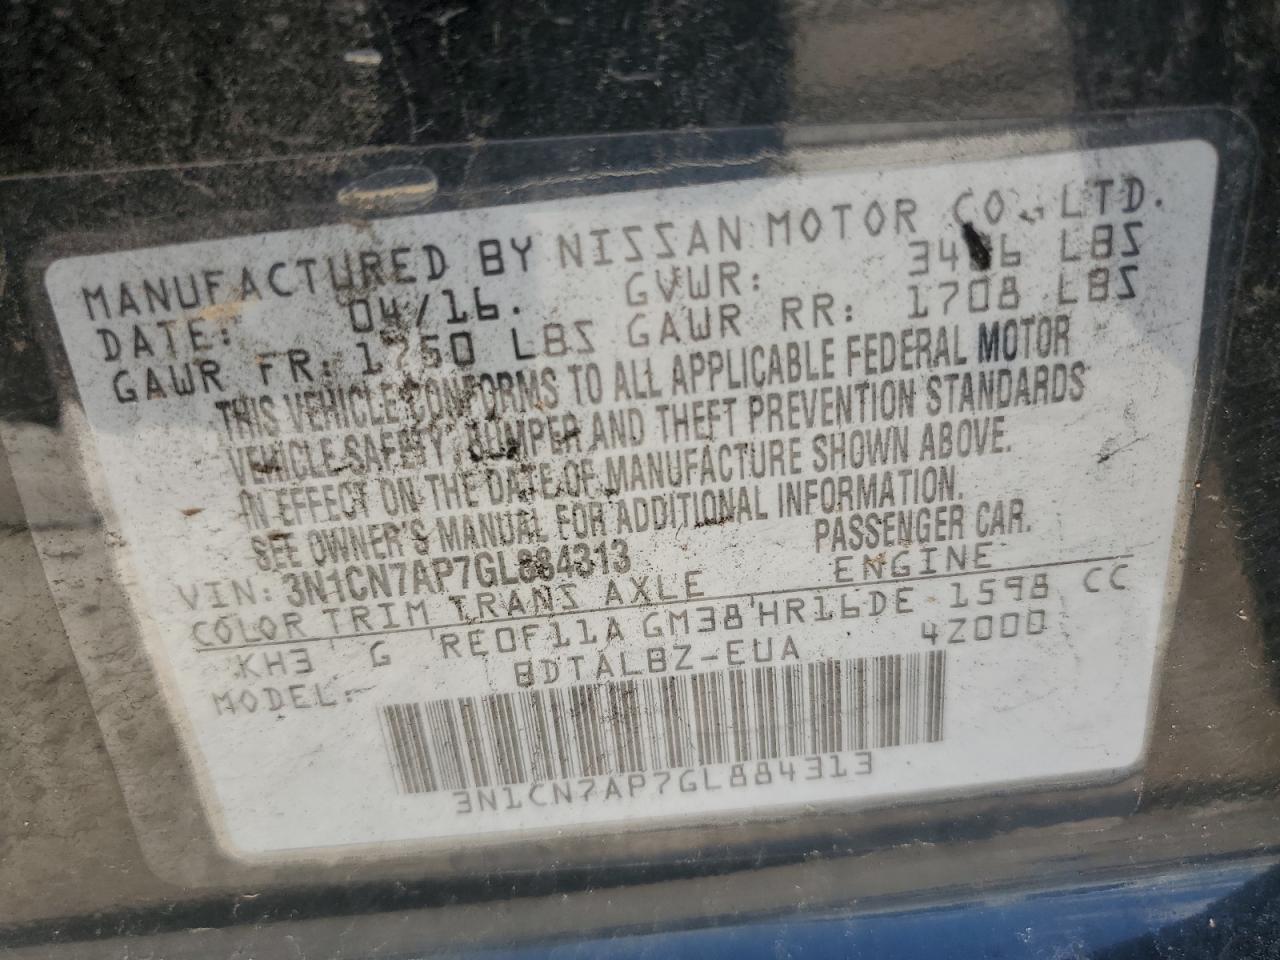 MANUFACTURED BY NISSAN MOTOR CO., LTD.
DATE: 04/16. GVWR: LBS
GAWR FR: 1750 LBS GAWR RR: 1708 LBS
THIS VEHICLE CONFORMS TO ALL APPLICABLE FEDERAL MOTOR
VEHICLE SAFETY, BUMPER AND THEFT PREVENTION STANDARDS
IN EFFECT ON THE DATE OF MANUFACTURE SHOWN ABOVE.
SEE OWNER'S MANUAL FOR ADDITIONAL INFORMATION.
VIN: 3N1CN7AP7GL884313 PASSENGER CAR.
COLOR TRIM TRANS AXLE ENGINE
KH3 G RE0F11A GM38 HR16DE 1598 CC
MODEL: BDTALBZ-EUA 4Z000
3N1CN7AP7GL884313